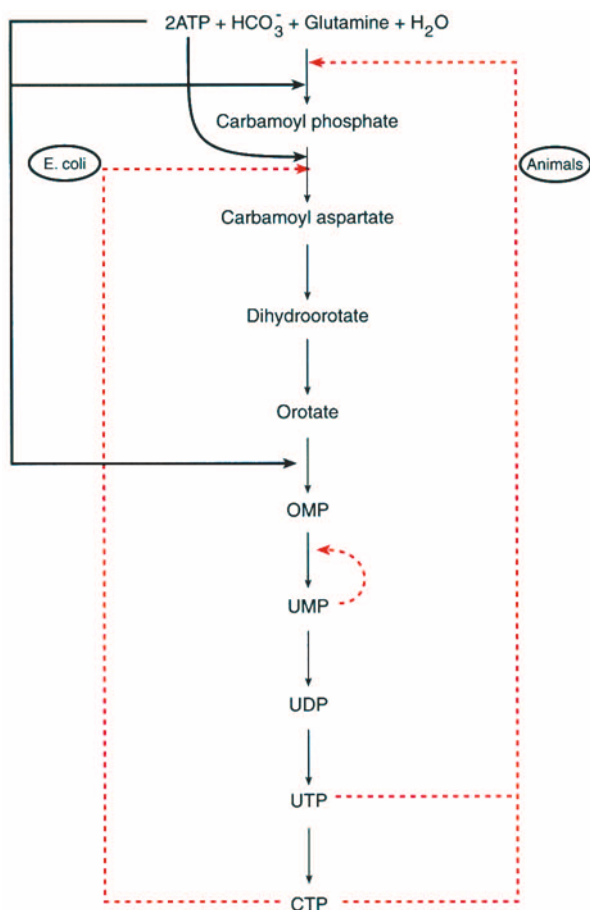 2ATP + HCO₃⁻ + Glutamine + H₂O
Carbamoyl phosphate
E. coli
Animals
Carbamoyl aspartate
Dihydroorotate
Orotate
OMP
UMP
UDP
UTP
CTP